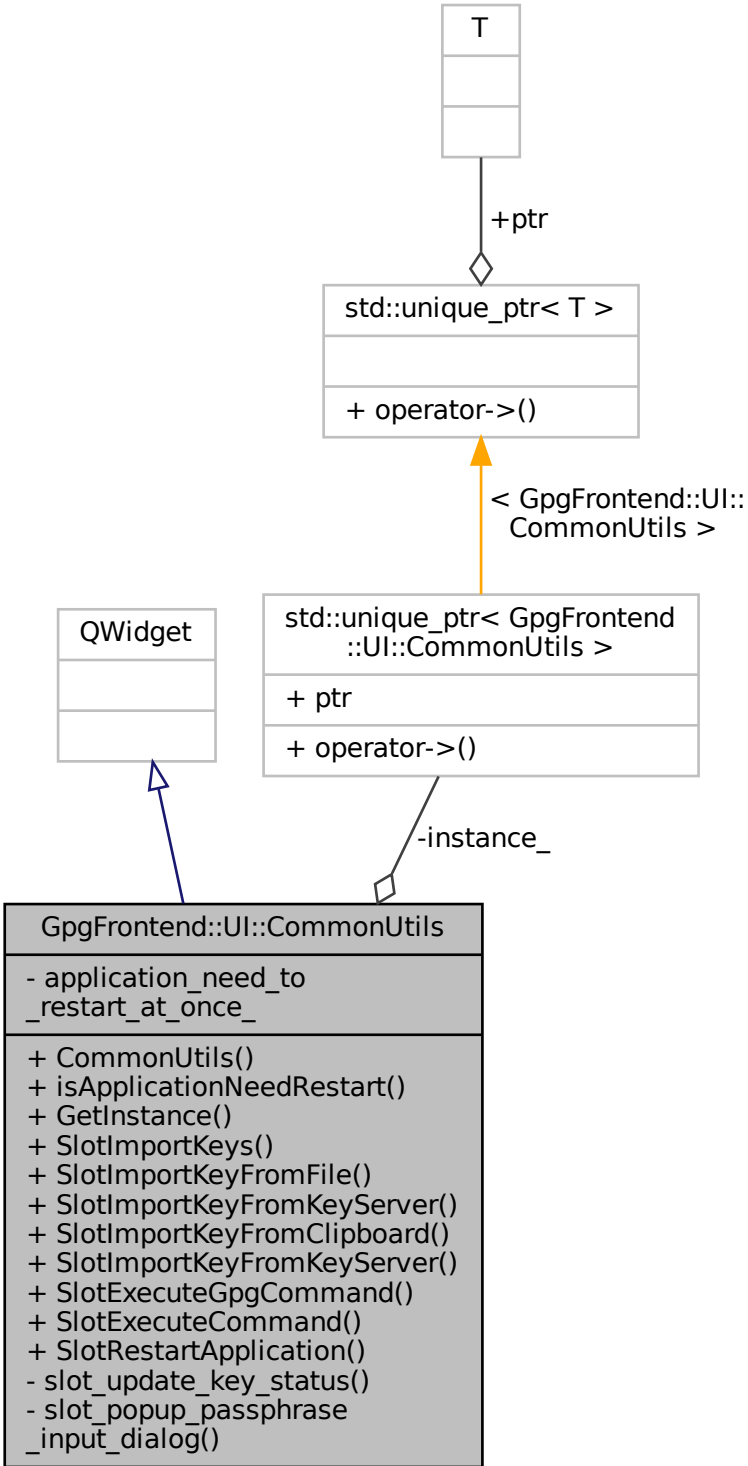 T
+ptr
std::unique_ptr< T >
+ operator->()
< GpgFrontend::UI::
CommonUtils >
QWidget
std::unique_ptr< GpgFrontend
::UI::CommonUtils >
+ ptr
+ operator->()
-instance_
GpgFrontend::UI::CommonUtils
- application_need_to
_restart_at_once_
+ CommonUtils()
+ isApplicationNeedRestart()
+ GetInstance()
+ SlotImportKeys()
+ SlotImportKeyFromFile()
+ SlotImportKeyFromKeyServer()
+ SlotImportKeyFromClipboard()
+ SlotImportKeyFromKeyServer()
+ SlotExecuteGpgCommand()
+ SlotExecuteCommand()
+ SlotRestartApplication()
- slot_update_key_status()
- slot_popup_passphrase
_input_dialog()